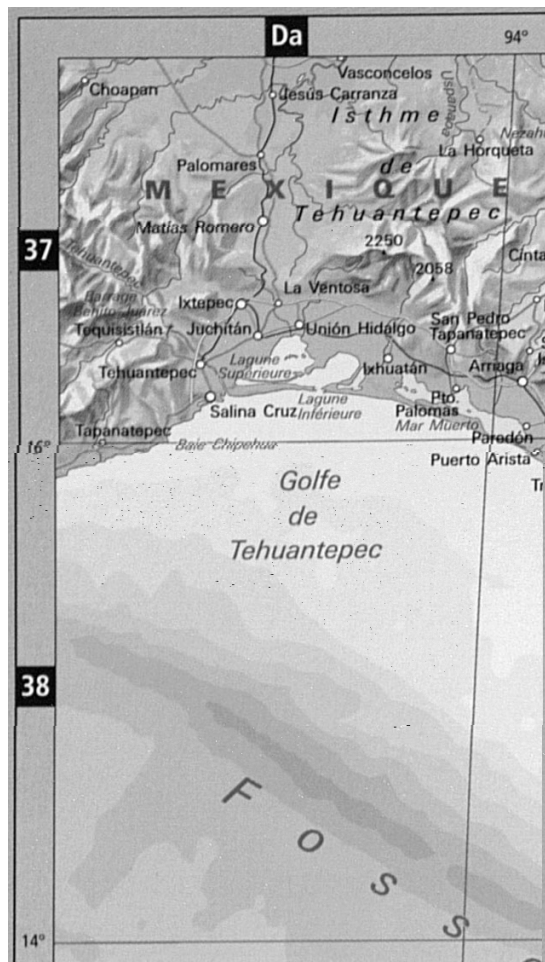 Da
94°
Vasconcelos
Choapan
Jesús Carranza
Uspanapa
Isthme
Nezah
La Horqueta
Palomares
de
MEXIQUE
Tehuantepec
Matías Romero
37
2250
Tehuantepec
2058
Cinta
La Ventosa
Barrage
Benito Juárez
Ixtepec
San Pedro
Tapanatepec
Tequisistlán
Juchitán
Unión Hidalgo
Lagune
Supérieure
Ixhuatán
Arriaga
Tehuantepec
Lagune
Inférieure
Pto.
Palomas
Salina Cruz
Mar Muerto
Tapanatepec
Paredón
16°
Baie Chipehua
Puerto Arista
Golfe
de
Tehuantepec
Tr
38
Foss
14°